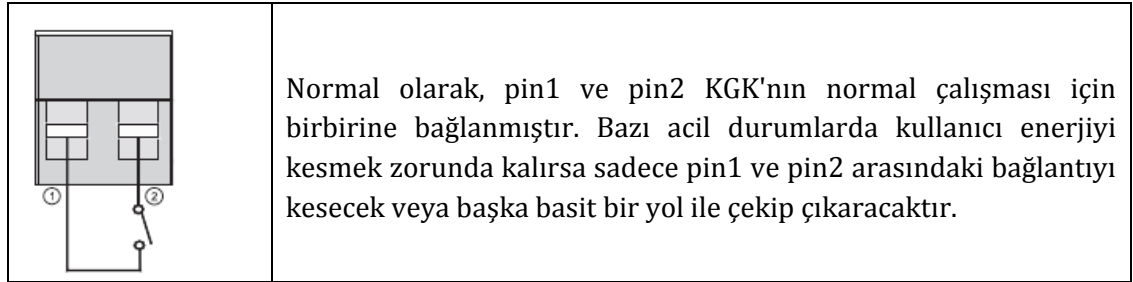 Normal olarak, pin1 ve pin2 KGK'nın normal çalışması için
birbirine bağlanmıştır. Bazı acil durumlarda kullanıcı enerjiyi
kesmek zorunda kalırsa sadece pin1 ve pin2 arasındaki bağlantıyı
kesecek veya başka basit bir yol ile çekip çıkaracaktır.
① ②